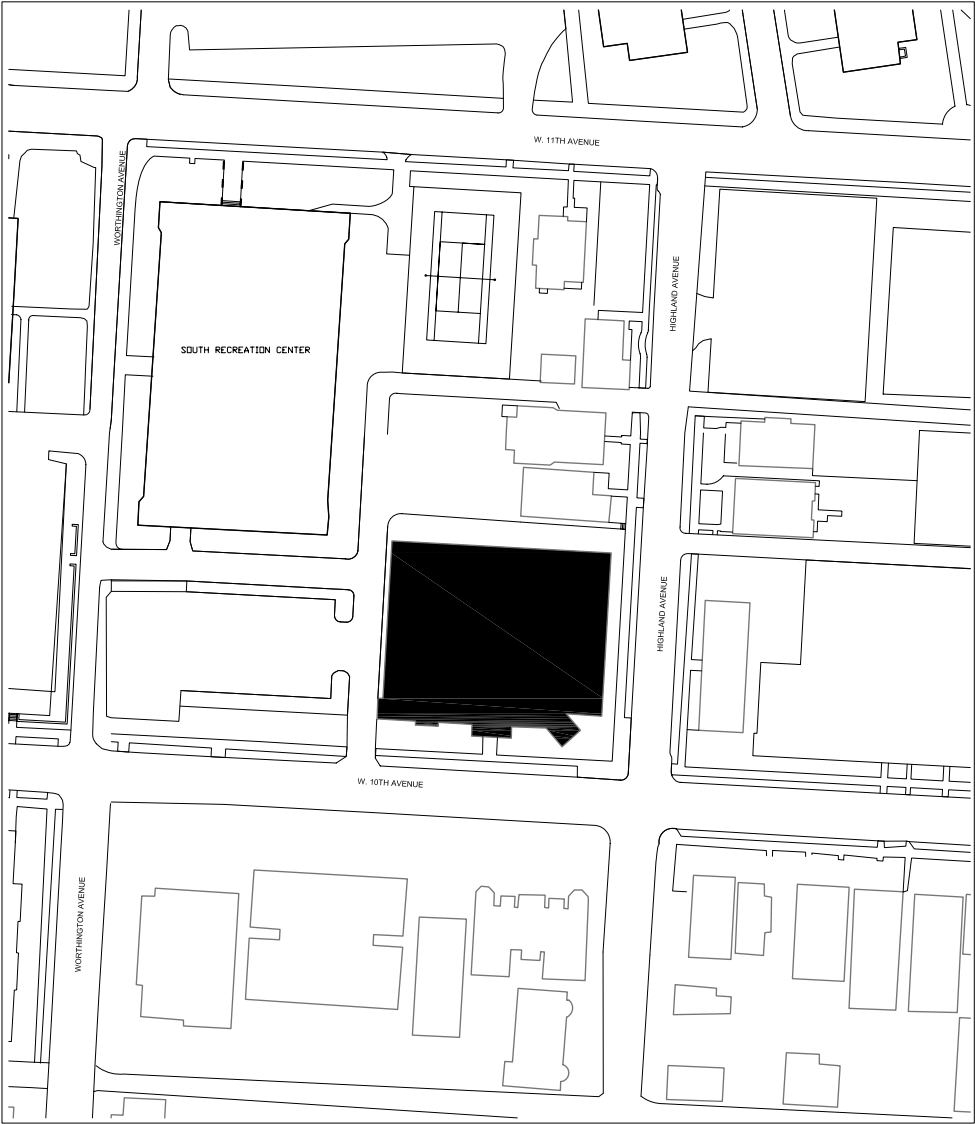 W. 11TH AVENUE
WORTHINGTON AVENUE
HIGHLAND AVENUE
SOUTH RECREATION CENTER
HIGHLAND AVENUE
W. 10TH AVENUE
WORTHINGTON AVENUE